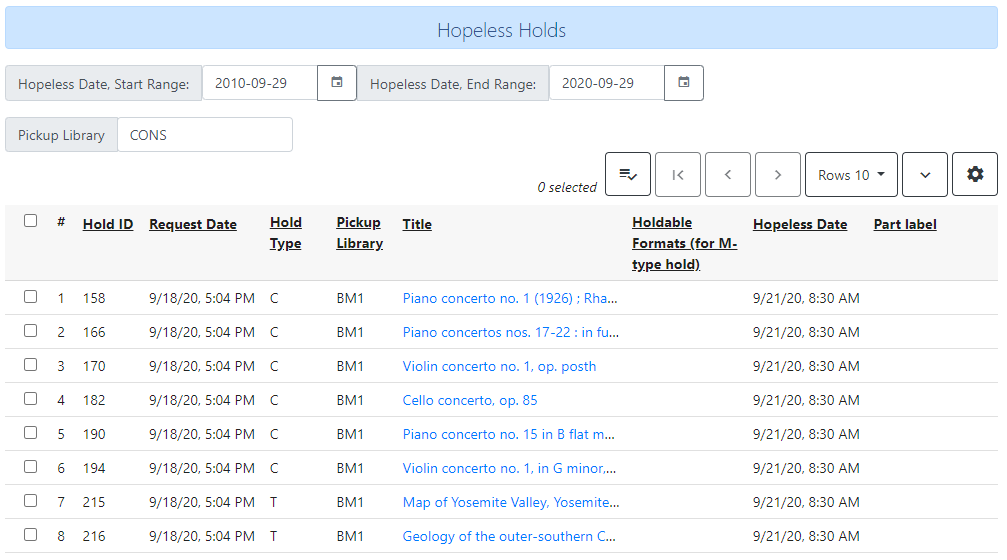 Hopeless Holds
Hopeless Date, Start Range: 2010-09-29 Hopeless Date, End Range: 2020-09-29
Pickup Library CONS
0 selected Rows 10
# Hold ID Request Date Hold Type Pickup Library Title Holdable Formats (for M-type hold) Hopeless Date Part label
1 158 9/18/20, 5:04 PM C BM1 Piano concerto no. 1 (1926) ; Rha... 9/21/20, 8:30 AM
2 166 9/18/20, 5:04 PM C BM1 Piano concertos nos. 17-22 : in fu... 9/21/20, 8:30 AM
3 170 9/18/20, 5:04 PM C BM1 Violin concerto no. 1, op. posth 9/21/20, 8:30 AM
4 182 9/18/20, 5:04 PM C BM1 Cello concerto, op. 85 9/21/20, 8:30 AM
5 190 9/18/20, 5:04 PM C BM1 Piano concerto no. 15 in B flat m... 9/21/20, 8:30 AM
6 194 9/18/20, 5:04 PM C BM1 Violin concerto no. 1, in G minor,... 9/21/20, 8:30 AM
7 215 9/18/20, 5:04 PM T BM1 Map of Yosemite Valley, Yosemite... 9/21/20, 8:30 AM
8 216 9/18/20, 5:04 PM T BM1 Geology of the outer-southern C... 9/21/20, 8:30 AM